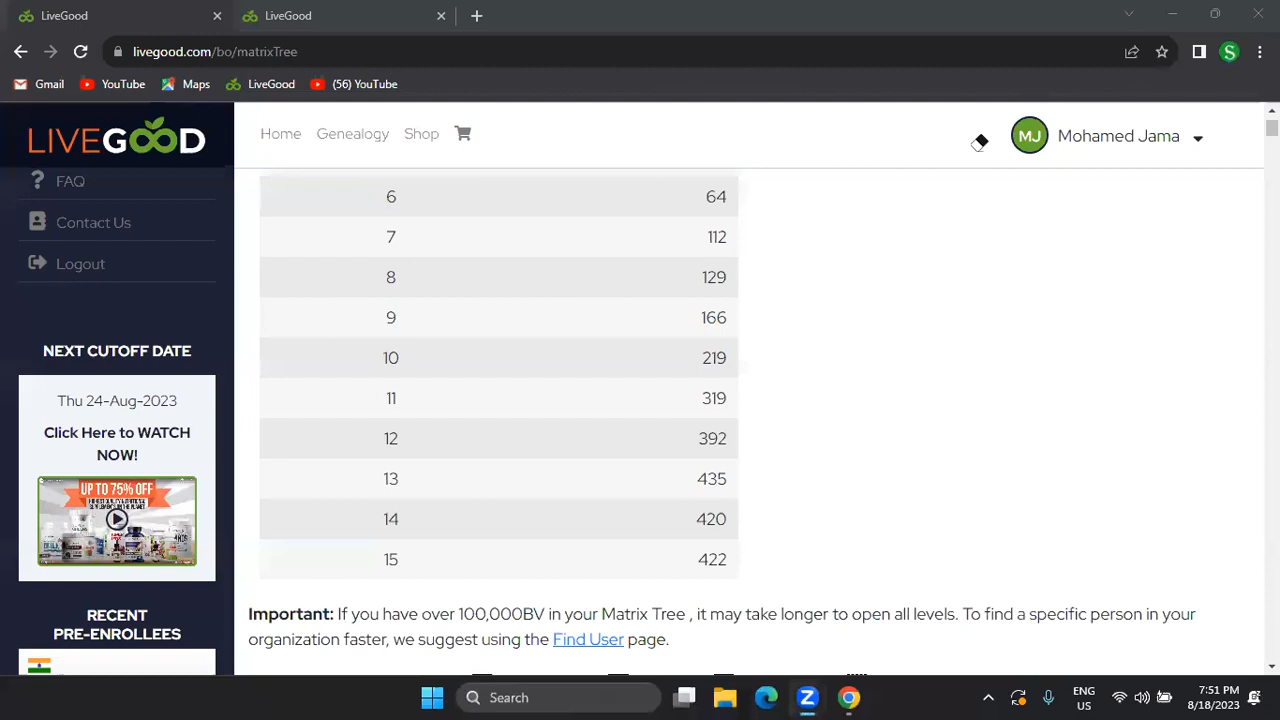 LiveGood
LiveGood
livegood.com/bo/matrixTree
S
Gmail YouTube Maps LiveGood (56) YouTube
LIVEGOOD
Home Genealogy Shop
MJ Mohamed Jama
FAQ
Contact Us
Logout
NEXT CUTOFF DATE
Thu 24-Aug-2023
Click Here to WATCH
NOW!
UP TO 75% OFF
RECENT
PRE-ENROLLEES
6 64
7 112
8 129
9 166
10 219
11 319
12 392
13 435
14 420
15 422
Important: If you have over 100,000BV in your Matrix Tree , it may take longer to open all levels. To find a specific person in your
organization faster, we suggest using the Find User page.
Search
ENG
US
7:51 PM
8/18/2023